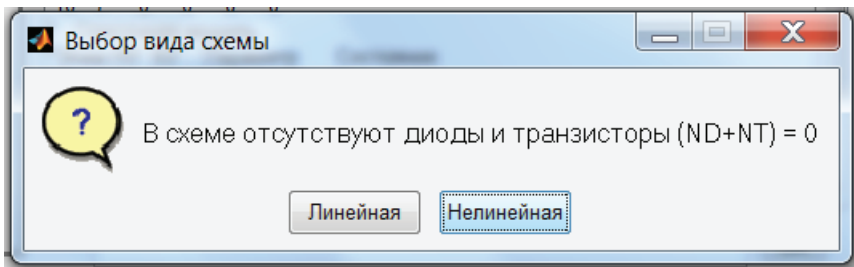 Выбор вида схемы
X
?
В схеме отсутствуют диоды и транзисторы (ND+NT) = 0
Линейная Нелинейная